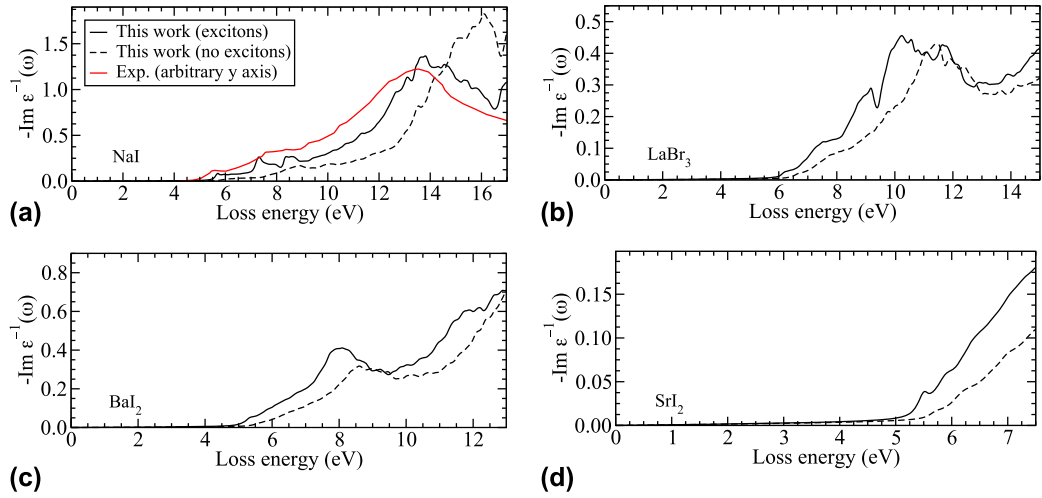 This work (excitons)
This work (no excitons)
Exp. (arbitrary y axis)
-Im ε⁻¹(ω)
1.5
1.0
0.5
0.0
NaI
0 2 4 6 8 10 12 14 16
Loss energy (eV)
(a)
-Im ε⁻¹(ω)
0.5
0.4
0.3
0.2
0.1
0
LaBr₃
0 2 4 6 8 10 12 14
Loss energy (eV)
(b)
-Im ε⁻¹(ω)
0.8
0.6
0.4
0.2
0.0
BaI₂
0 2 4 6 8 10 12
Loss energy (eV)
(c)
-Im ε⁻¹(ω)
0.15
0.10
0.05
0.00
SrI₂
0 1 2 3 4 5 6 7
Loss energy (eV)
(d)